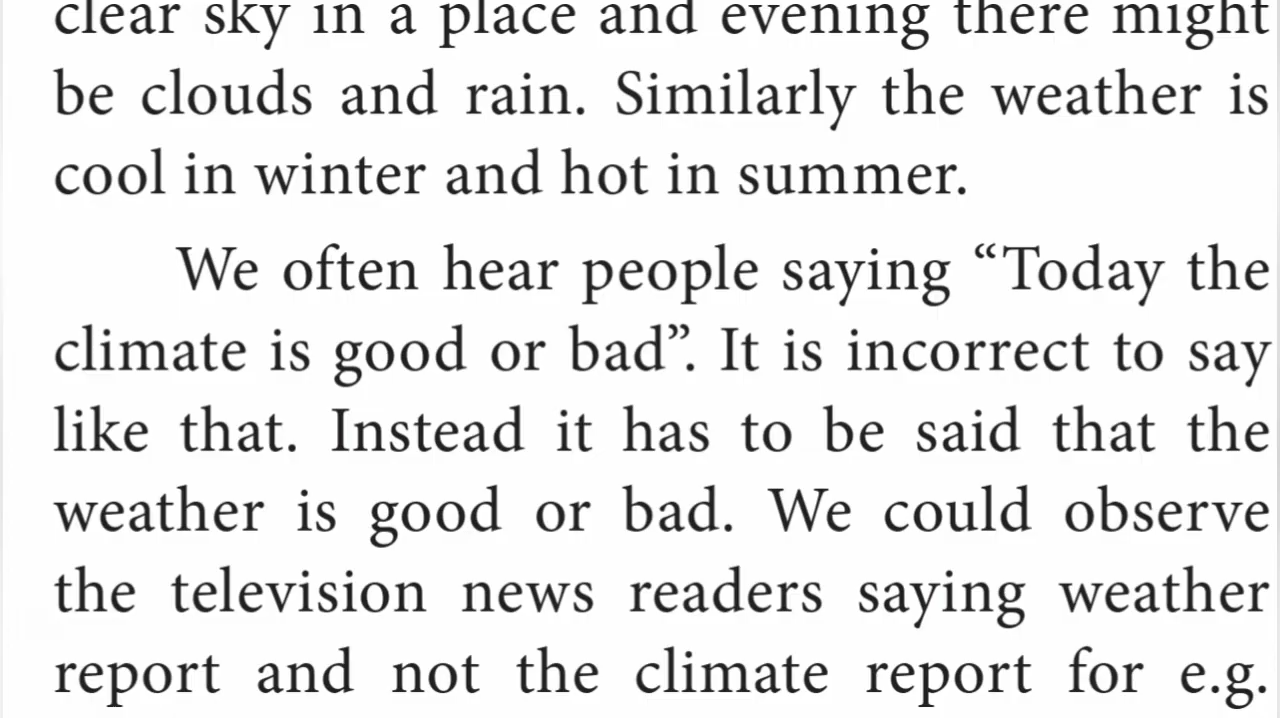 clear sky in a place and evening there might
be clouds and rain. Similarly the weather is
cool in winter and hot in summer.
We often hear people saying “Today the
climate is good or bad”. It is incorrect to say
like that. Instead it has to be said that the
weather is good or bad. We could observe
the television news readers saying weather
report and not the climate report for e.g.